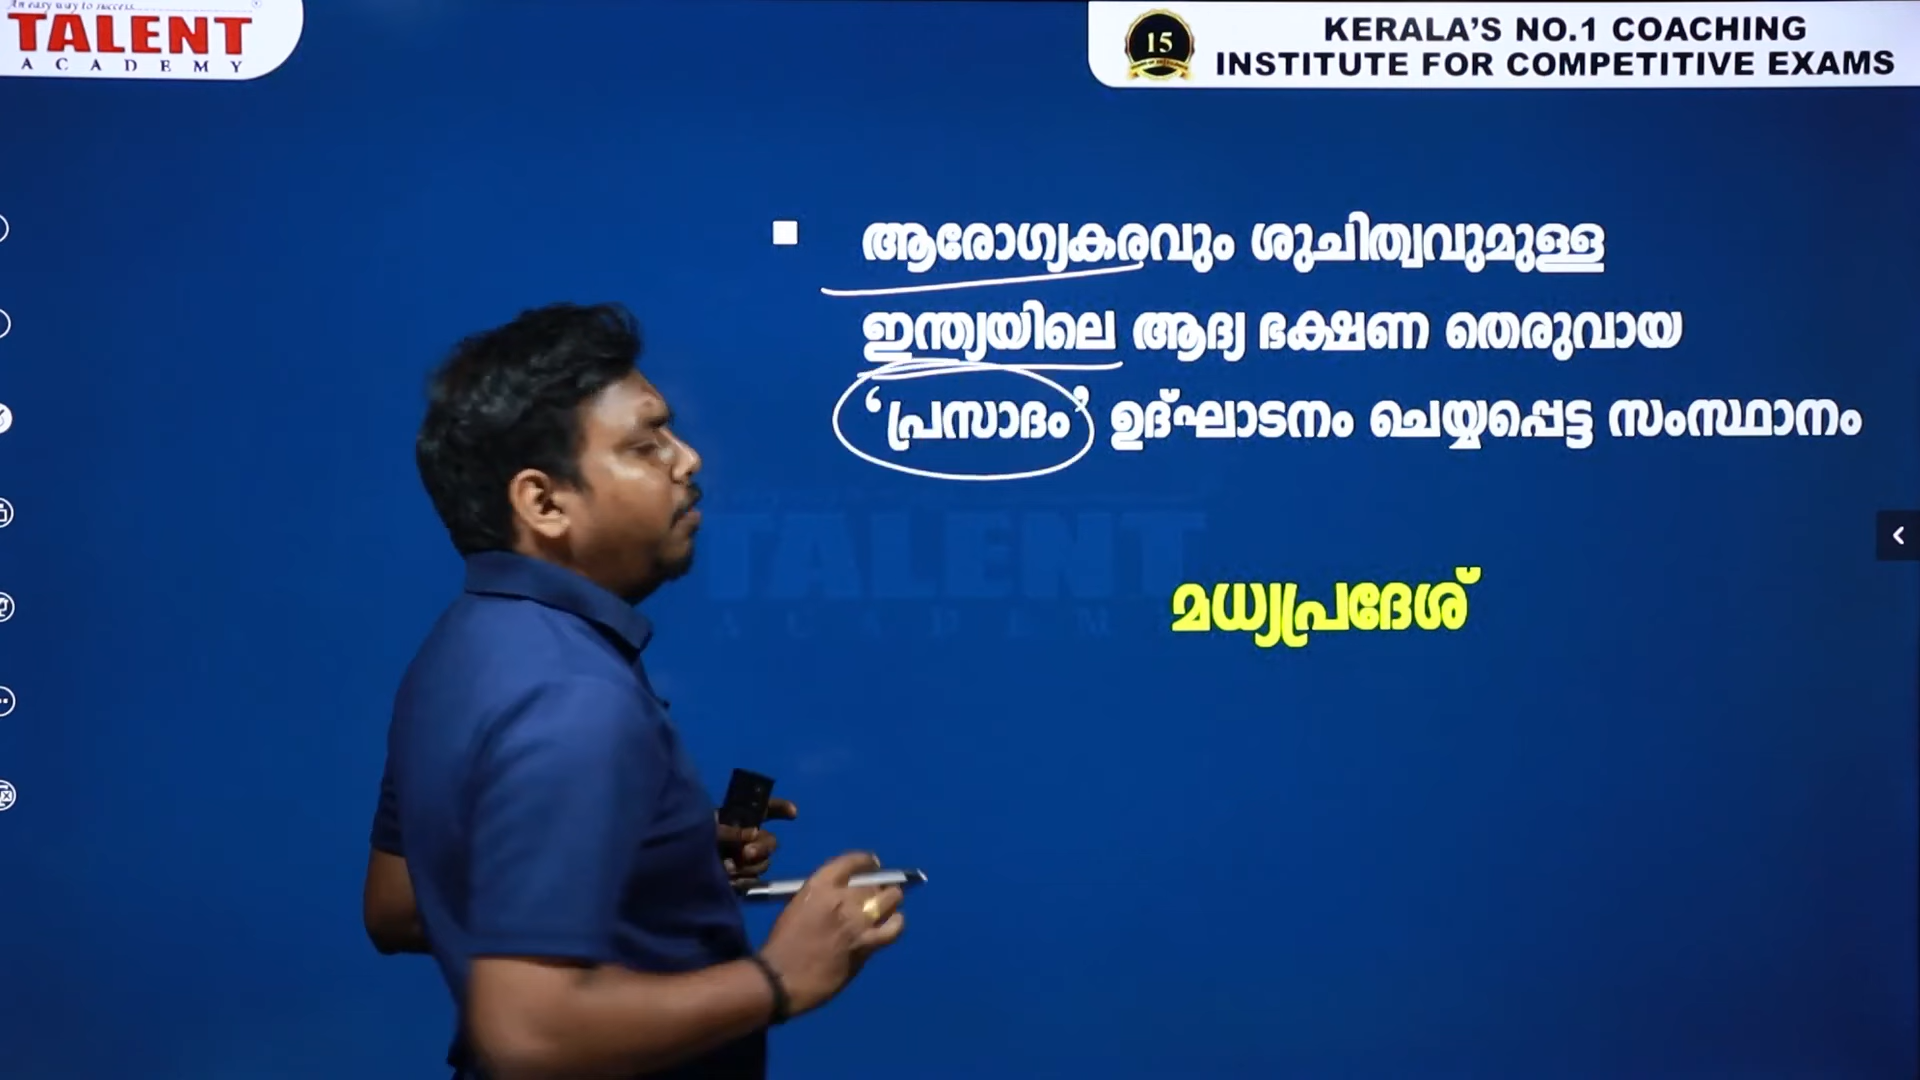 An easy way to success...
TALENT
ACADEMY
15
KERALA'S NO.1 COACHING
INSTITUTE FOR COMPETITIVE EXAMS
ആരോഗ്യകരവും ശുചിത്വവുമുള്ള
ഇന്ത്യയിലെ ആദ്യ ഭക്ഷണ തെരുവായ
‘പ്രസാദം’ ഉദ്ഘാടനം ചെയ്യപ്പെട്ട സംസ്ഥാനം
TALENT
ACADEM
മധ്യപ്രദേശ്